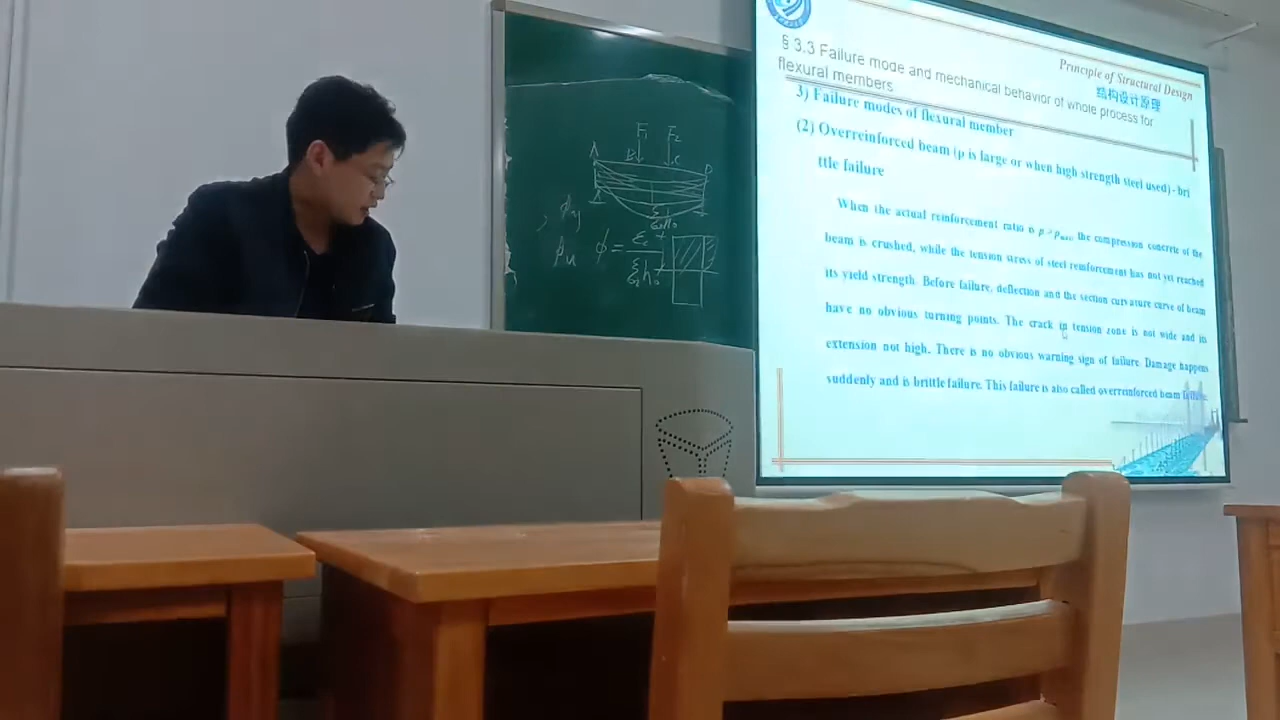 F₁ F₂
A B C D
ϕy
βu ϕ = εc / ξh₀
§ 3.3 Failure mode and mechanical behavior of whole process for
flexural members
Principle of Structural Design
结构设计原理
3) Failure modes of flexural member
(2) Overreinforced beam (ρ is large or when high strength steel used) - bri
ttle failure
When the actual reinforcement ratio is ρ > ρmax, the compression concrete of the
beam is crushed, while the tension stress of steel reinforcement has not yet reached
its yield strength. Before failure, deflection and the section curvature curve of beam
have no obvious turning points. The crack in tension zone is not wide and its
extension not high. There is no obvious warning sign of failure. Damage happens
suddenly and is brittle failure. This failure is also called overreinforced beam failure.